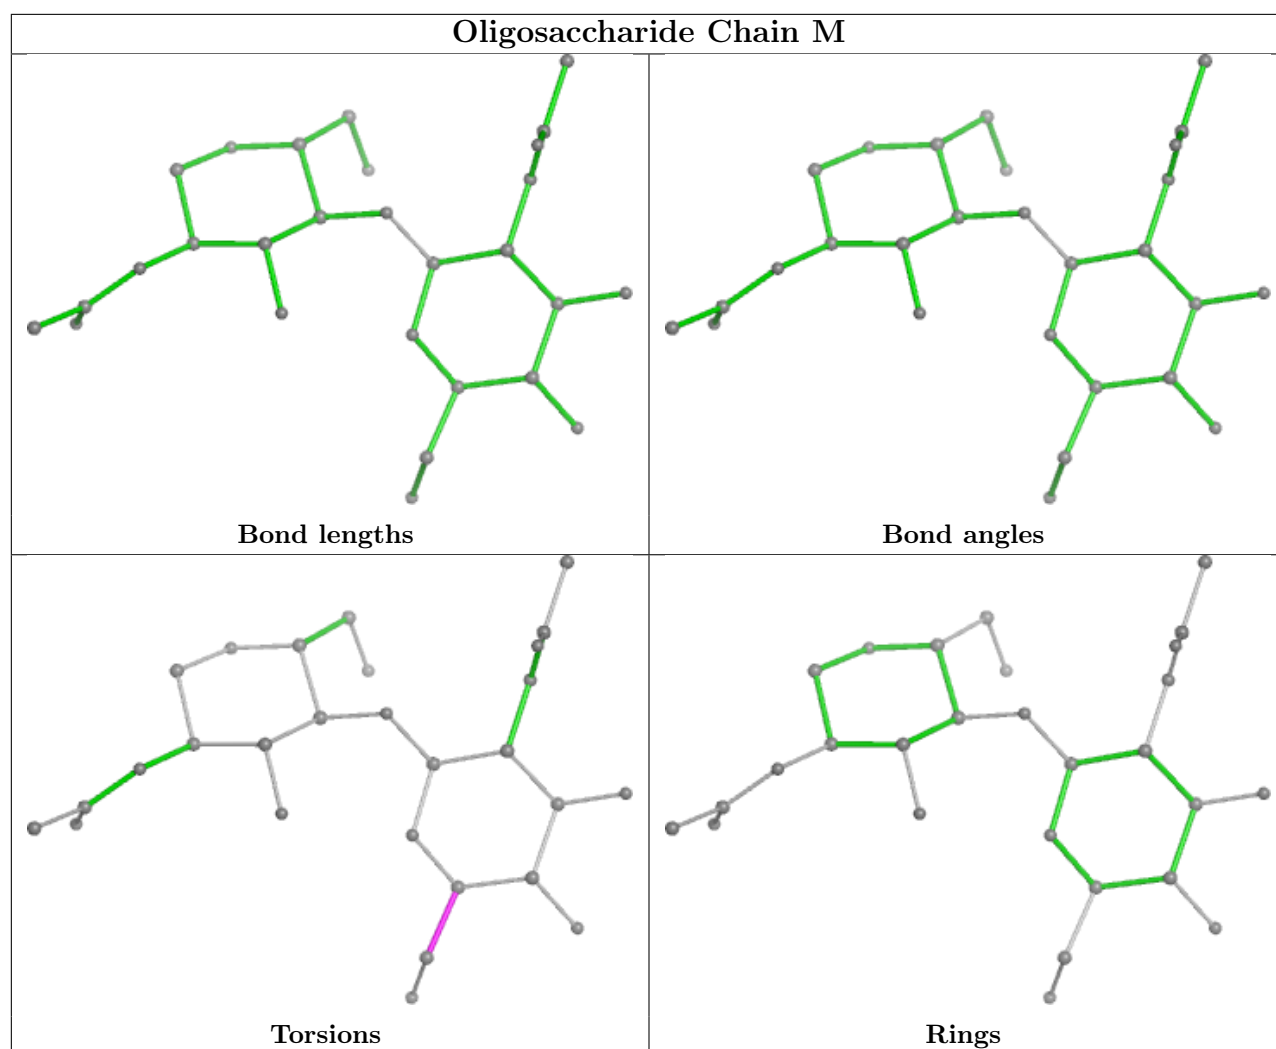 Oligosaccharide Chain M
Bond lengths
Bond angles
Torsions
Rings